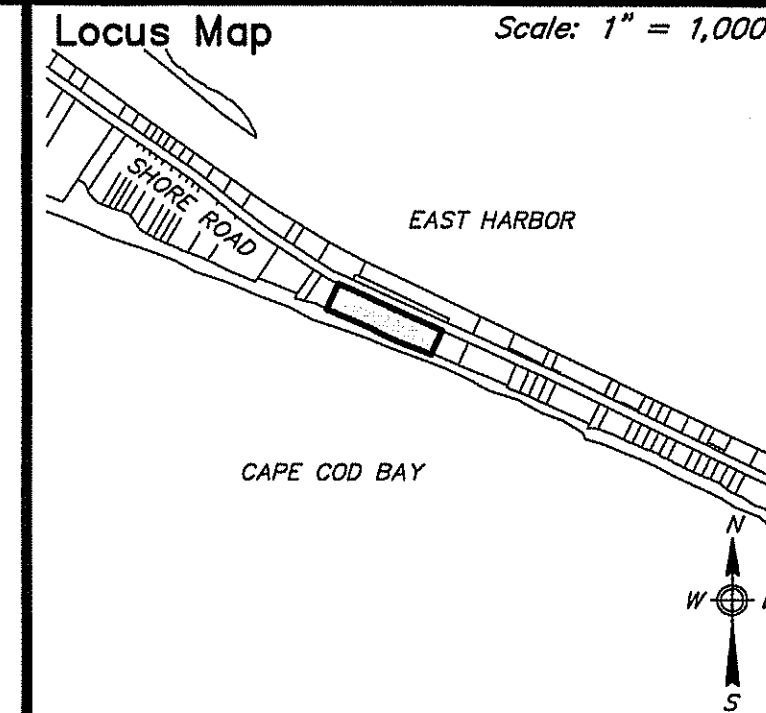 Locus Map
Scale: 1" = 1,000
SHORE ROAD
EAST HARBOR
CAPE COD BAY
N
W
S